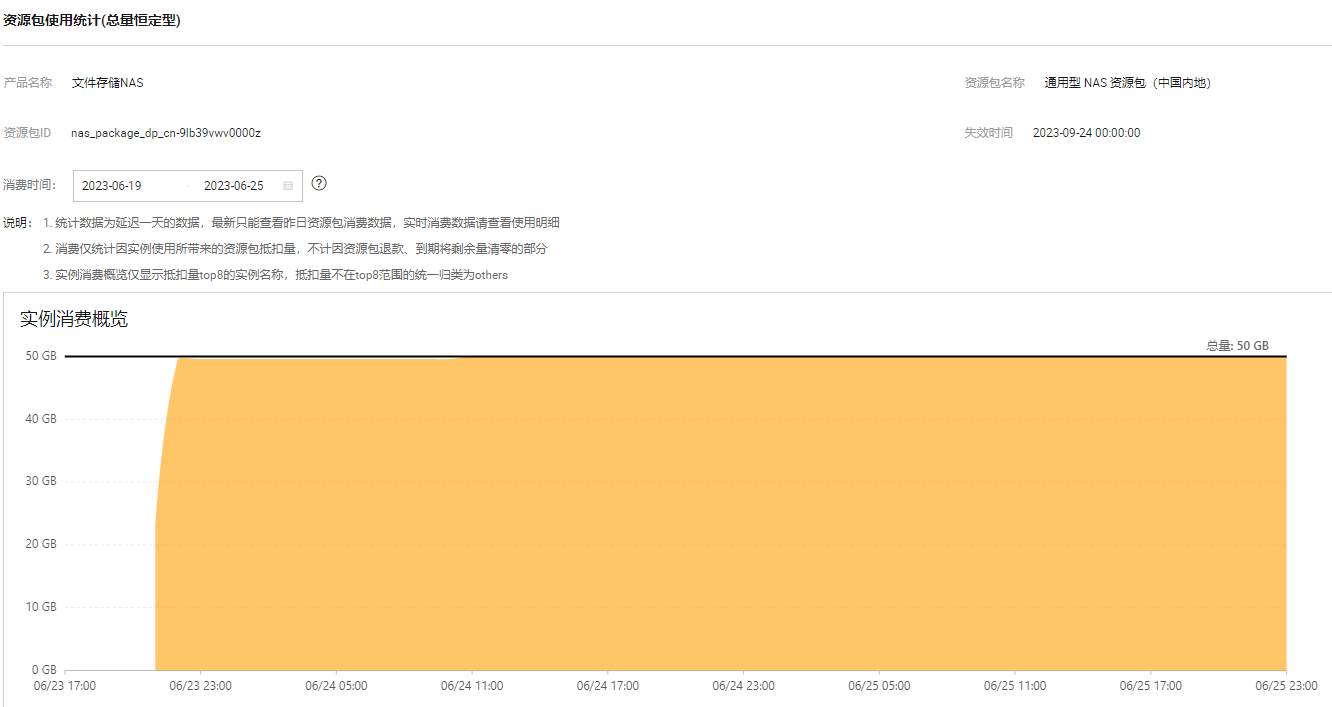 资源包使用统计(总量恒定型)
产品名称 文件存储NAS 资源包名称 通用型 NAS 资源包（中国内地）
资源包ID nas_package_dp_cn-9lb39vwv0000z 失效时间 2023-09-24 00:00:00
消费时间： 2023-06-19 - 2023-06-25
说明： 1. 统计数据为延迟一天的数据，最新只能查看昨日资源包消费数据，实时消费数据请查看使用明细
2. 消费仅统计因实例使用所带来的资源包抵扣量，不计因资源包退款、到期将剩余量清零的部分
3. 实例消费概览仅显示抵扣量top8的实例名称，抵扣量不在top8范围的统一归类为others
实例消费概览
总量: 50 GB
50 GB
40 GB
30 GB
20 GB
10 GB
0 GB
06/23 17:00 06/23 23:00 06/24 05:00 06/24 11:00 06/24 17:00 06/24 23:00 06/25 05:00 06/25 11:00 06/25 17:00 06/25 23:00